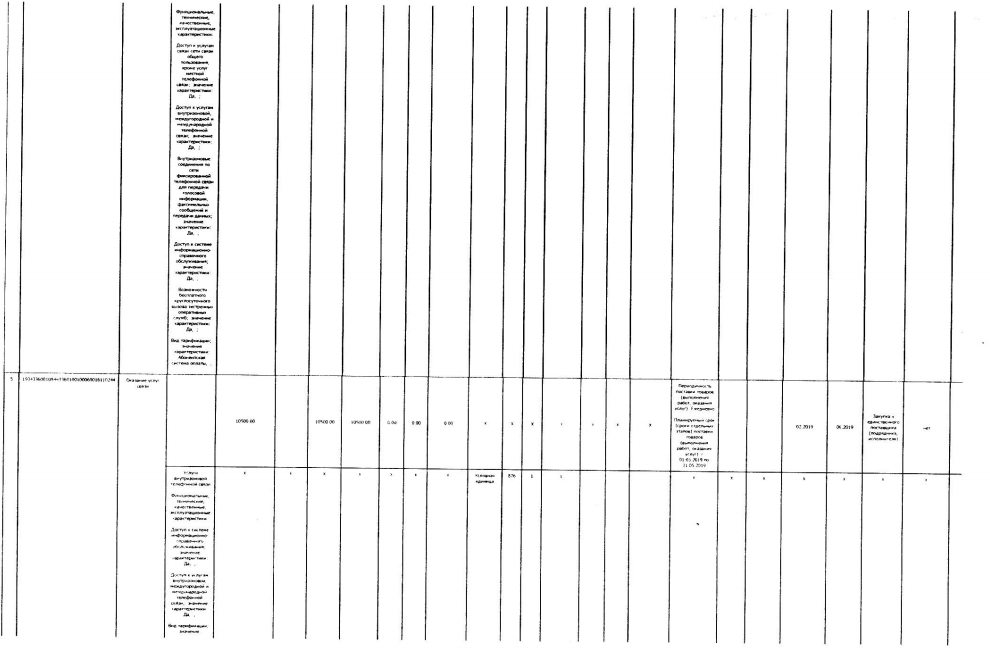 Функциональные,
технические,
качественные,
эксплуатационные
характеристики:
Доступ к услугам
связи сети связи
общего
пользования,
кроме услуг
местной
телефонной
связи; значение
характеристики:
Да, ;
Доступ к услугам
внутризоновой,
междугородной и
международной
телефонной
связи; значение
характеристики:
Да, ;
Внутризоновые
соединения по
сети
фиксированной
телефонной связи
для передачи
голосовой
информации,
факсимильных
сообщений и
передачи данных;
значение
характеристики:
Да, ;
Доступ к системе
информационно-
справочного
обслуживания;
значение
характеристики:
Да, ;
Возможности
бесплатного
круглосуточного
вызова экстренных
оперативных
служб; значение
характеристики:
Да, ;
Вид тарификации;
значение
характеристики:
Абонентская
система оплаты, ;
5
Оказание услуг
связи
10500.00
10500.00
10500.00
0.00
0.00
0.00
X X X X X X X
Периодичность
поставки товаров
(выполнения
работ, оказания
услуг): Ежедневно
Планируемый срок
(сроки отдельных
этапов) поставки
товаров
(выполнения
работ, оказания
услуг): с
01.05.2019 по
31.05.2019
02.2019
06.2019
Закупка у
единственного
поставщика
(подрядчика,
исполнителя)
нет
Услуги
внутризоновой
телефонной связи
Функциональные,
технические,
качественные,
эксплуатационные
характеристики:
Доступ к системе
информационно-
справочного
обслуживания;
значение
характеристики:
Да, ;
Доступ к услугам
внутризоновой,
междугородной и
международной
телефонной
связи; значение
характеристики:
Да, ;
Вид тарификации;
значение
X X X X X X X
Условная
единица
876
X X
X X X X X X X